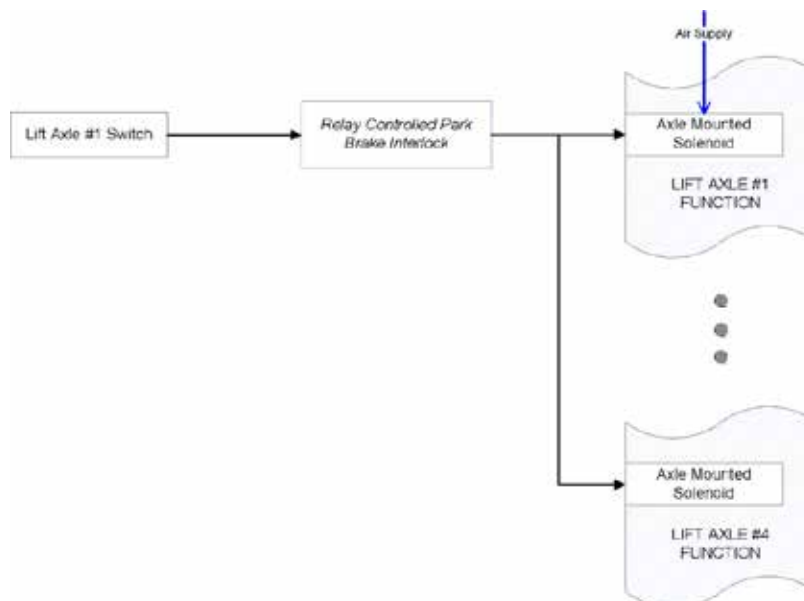 Air Supply
Lift Axle #1 Switch
Relay Controlled Park
Brake Interlock
Axle Mounted
Solenoid
LIFT AXLE #1
FUNCTION
Axle Mounted
Solenoid
LIFT AXLE #4
FUNCTION